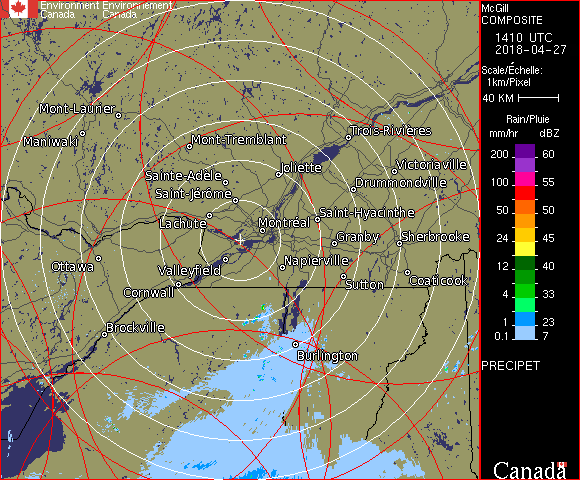 Environment Environnement
Canada Canada
McGill
COMPOSITE
1410 UTC
2018-04-27
Scale/Échelle:
1km/Pixel
40 KM
Rain/Pluie
mm/hr dBZ
200 60
150 57
100 55
50 50
24 45
12 40
4 33
1 23
0.1 7
PRECIPET
Canada
Mont-Laurier
Maniwaki
Mont-Tremblant
Trois-Rivières
Joliette
Victoriaville
Sainte-Adèle
Drummondville
Saint-Jérôme
Lachute
Montréal
Saint-Hyacinthe
Granby
Sherbrooke
Ottawa
Valleyfield
Napierville
Cornwall
Sutton
Coaticook
Brockville
Burlington